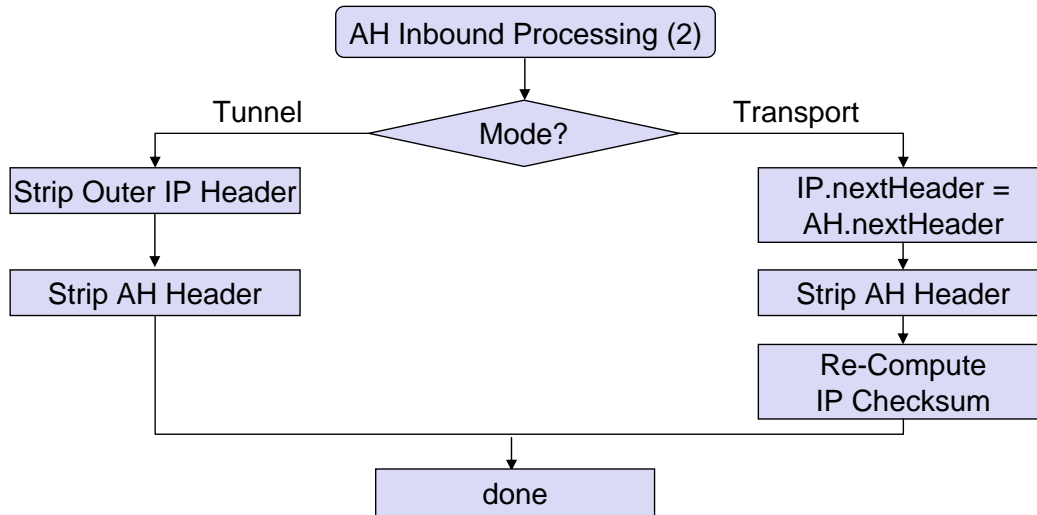 AH Inbound Processing (2)
Tunnel
Mode?
Transport
Strip Outer IP Header
Strip AH Header
IP.nextHeader =
AH.nextHeader
Strip AH Header
Re-Compute
IP Checksum
done